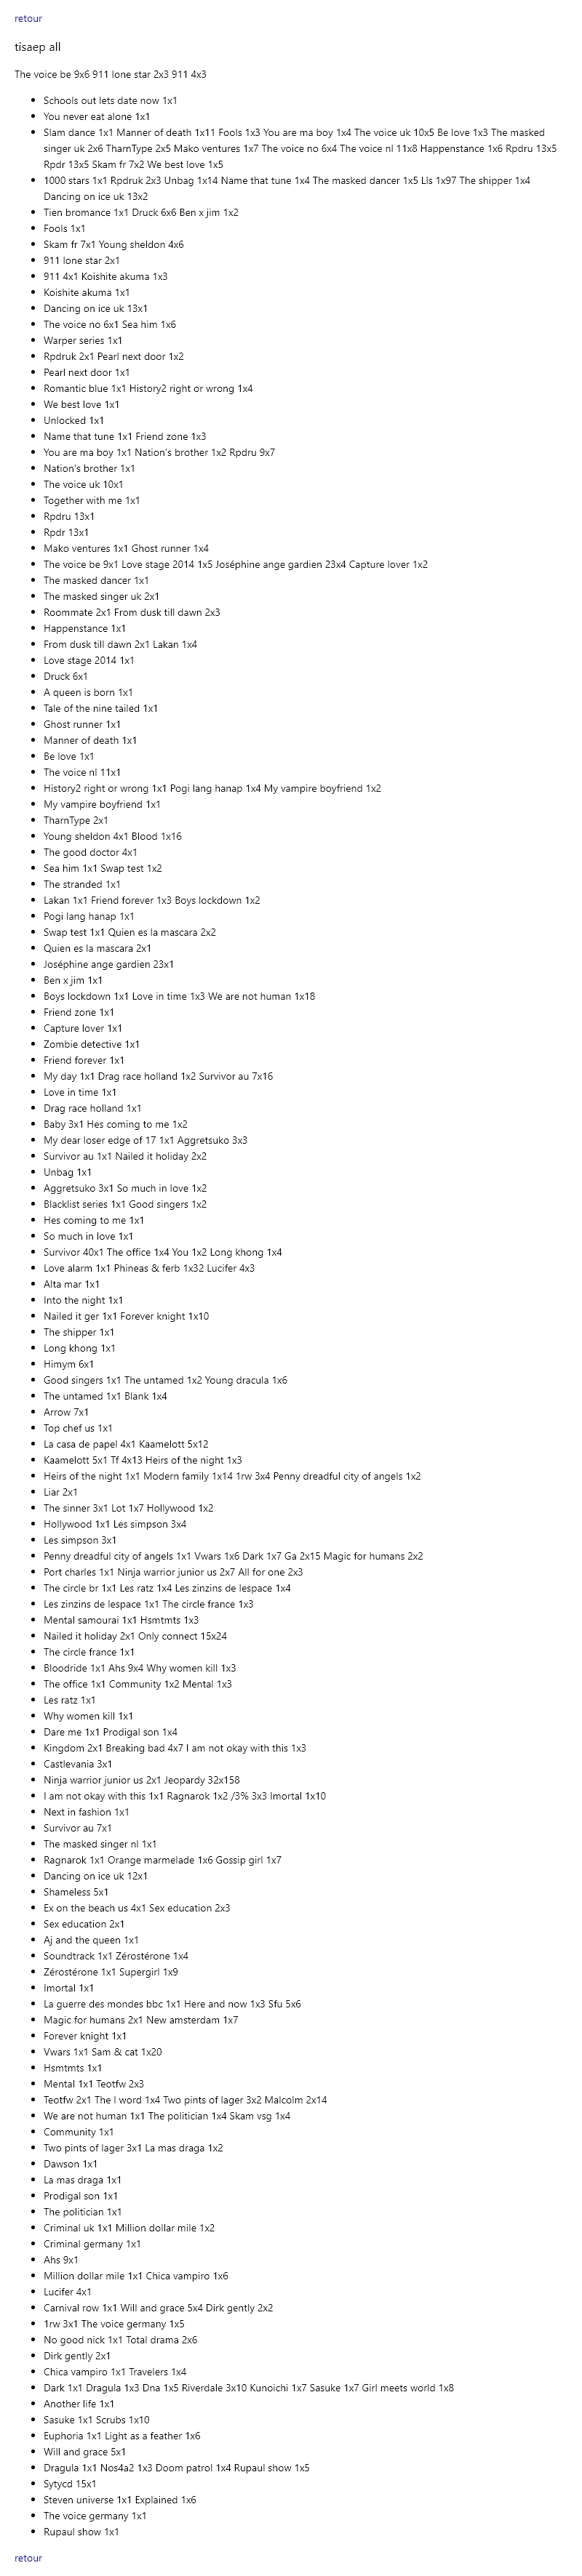 retour
tisaep all
The voice be 9x6 911 lone star 2x3 911 4x3
Schools out lets date now 1x1
You never eat alone 1x1
Slam dance 1x1 Manner of death 1x11 Fools 1x3 You are ma boy 1x4 The voice uk 10x5 Be love 1x3 The masked
singer uk 2x6 TharnType 2x5 Mako ventures 1x7 The voice no 6x4 The voice nl 11x8 Happenstance 1x6 Rpdru 13x5
Rpdr 13x5 Skam fr 7x2 We best love 1x5
1000 stars 1x1 Rpdruk 2x3 Unbag 1x14 Name that tune 1x4 The masked dancer 1x5 Lls 1x97 The shipper 1x4
Dancing on ice uk 13x2
Tien bromance 1x1 Druck 6x6 Ben x jim 1x2
Fools 1x1
Skam fr 7x1 Young sheldon 4x6
911 lone star 2x1
911 4x1 Koishite akuma 1x3
Koishite akuma 1x1
Dancing on ice uk 13x1
The voice no 6x1 Sea him 1x6
Warper series 1x1
Rpdruk 2x1 Pearl next door 1x2
Pearl next door 1x1
Romantic blue 1x1 History2 right or wrong 1x4
We best love 1x1
Unlocked 1x1
Name that tune 1x1 Friend zone 1x3
You are ma boy 1x1 Nation's brother 1x2 Rpdru 9x7
Nation's brother 1x1
The voice uk 10x1
Together with me 1x1
Rpdru 13x1
Rpdr 13x1
Mako ventures 1x1 Ghost runner 1x4
The voice be 9x1 Love stage 2014 1x5 Joséphine ange gardien 23x4 Capture lover 1x2
The masked dancer 1x1
The masked singer uk 2x1
Roommate 2x1 From dusk till dawn 2x3
Happenstance 1x1
From dusk till dawn 2x1 Lakan 1x4
Love stage 2014 1x1
Druck 6x1
A queen is born 1x1
Tale of the nine tailed 1x1
Ghost runner 1x1
Manner of death 1x1
Be love 1x1
The voice nl 11x1
History2 right or wrong 1x1 Pogi lang hanap 1x4 My vampire boyfriend 1x2
My vampire boyfriend 1x1
TharnType 2x1
Young sheldon 4x1 Blood 1x16
The good doctor 4x1
Sea him 1x1 Swap test 1x2
The stranded 1x1
Lakan 1x1 Friend forever 1x3 Boys lockdown 1x2
Pogi lang hanap 1x1
Swap test 1x1 Quien es la mascara 2x2
Quien es la mascara 2x1
Joséphine ange gardien 23x1
Ben x jim 1x1
Boys lockdown 1x1 Love in time 1x3 We are not human 1x18
Friend zone 1x1
Capture lover 1x1
Zombie detective 1x1
Friend forever 1x1
My day 1x1 Drag race holland 1x2 Survivor au 7x16
Love in time 1x1
Drag race holland 1x1
Baby 3x1 Hes coming to me 1x2
My dear loser edge of 17 1x1 Aggretsuko 3x3
Survivor au 1x1 Nailed it holiday 2x2
Unbag 1x1
Aggretsuko 3x1 So much in love 1x2
Blacklist series 1x1 Good singers 1x2
Hes coming to me 1x1
So much in love 1x1
Survivor 40x1 The office 1x4 You 1x2 Long khong 1x4
Love alarm 1x1 Phineas & ferb 1x32 Lucifer 4x3
Alta mar 1x1
Into the night 1x1
Nailed it ger 1x1 Forever knight 1x10
The shipper 1x1
Long khong 1x1
Himym 6x1
Good singers 1x1 The untamed 1x2 Young dracula 1x6
The untamed 1x1 Blank 1x4
Arrow 7x1
Top chef us 1x1
La casa de papel 4x1 Kaamelott 5x12
Kaamelott 5x1 Tf 4x13 Heirs of the night 1x3
Heirs of the night 1x1 Modern family 1x14 1rw 3x4 Penny dreadful city of angels 1x2
Liar 2x1
The sinner 3x1 Lot 1x7 Hollywood 1x2
Hollywood 1x1 Les simpson 3x4
Les simpson 3x1
Penny dreadful city of angels 1x1 Vwars 1x6 Dark 1x7 Ga 2x15 Magic for humans 2x2
Port charles 1x1 Ninja warrior junior us 2x7 All for one 2x3
The circle br 1x1 Les ratz 1x4 Les zinzins de lespace 1x4
Les zinzins de lespace 1x1 The circle france 1x3
Mental samourai 1x1 Hsmtmts 1x3
Nailed it holiday 2x1 Only connect 15x24
The circle france 1x1
Bloodride 1x1 Ahs 9x4 Why women kill 1x3
The office 1x1 Community 1x2 Mental 1x3
Les ratz 1x1
Why women kill 1x1
Dare me 1x1 Prodigal son 1x4
Kingdom 2x1 Breaking bad 4x7 I am not okay with this 1x3
Castlevania 3x1
Ninja warrior junior us 2x1 Jeopardy 32x158
I am not okay with this 1x1 Ragnarok 1x2 /3% 3x3 Imortal 1x10
Next in fashion 1x1
Survivor au 7x1
The masked singer nl 1x1
Ragnarok 1x1 Orange marmelade 1x6 Gossip girl 1x7
Dancing on ice uk 12x1
Shameless 5x1
Ex on the beach us 4x1 Sex education 2x3
Sex education 2x1
Aj and the queen 1x1
Soundtrack 1x1 Zérostérone 1x4
Zérostérone 1x1 Supergirl 1x9
Imortal 1x1
La guerre des mondes bbc 1x1 Here and now 1x3 Sfu 5x6
Magic for humans 2x1 New amsterdam 1x7
Forever knight 1x1
Vwars 1x1 Sam & cat 1x20
Hsmtmts 1x1
Mental 1x1 Teotfw 2x3
Teotfw 2x1 The l word 1x4 Two pints of lager 3x2 Malcolm 2x14
We are not human 1x1 The politician 1x4 Skam vsg 1x4
Community 1x1
Two pints of lager 3x1 La mas draga 1x2
Dawson 1x1
La mas draga 1x1
Prodigal son 1x1
The politician 1x1
Criminal uk 1x1 Million dollar mile 1x2
Criminal germany 1x1
Ahs 9x1
Million dollar mile 1x1 Chica vampiro 1x6
Lucifer 4x1
Carnival row 1x1 Will and grace 5x4 Dirk gently 2x2
1rw 3x1 The voice germany 1x5
No good nick 1x1 Total drama 2x6
Dirk gently 2x1
Chica vampiro 1x1 Travelers 1x4
Dark 1x1 Dragula 1x3 Dna 1x5 Riverdale 3x10 Kunoichi 1x7 Sasuke 1x7 Girl meets world 1x8
Another life 1x1
Sasuke 1x1 Scrubs 1x10
Euphoria 1x1 Light as a feather 1x6
Will and grace 5x1
Dragula 1x1 Nos4a2 1x3 Doom patrol 1x4 Rupaul show 1x5
Sytycd 15x1
Steven universe 1x1 Explained 1x6
The voice germany 1x1
Rupaul show 1x1
retour